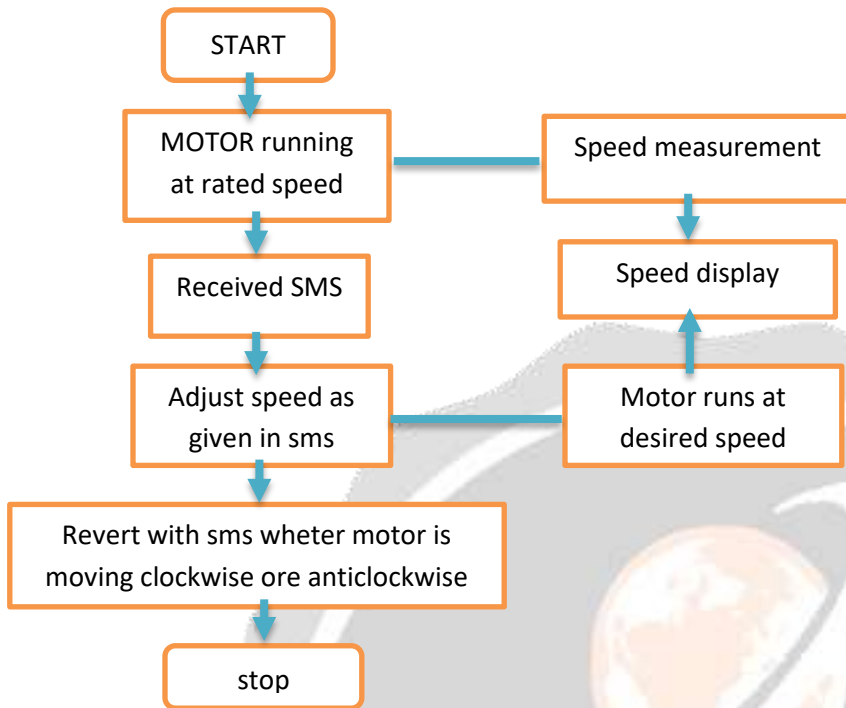 START
MOTOR running
at rated speed
Speed measurement
Received SMS
Speed display
Adjust speed as
given in sms
Motor runs at
desired speed
Revert with sms wheter motor is
moving clockwise ore anticlockwise
stop